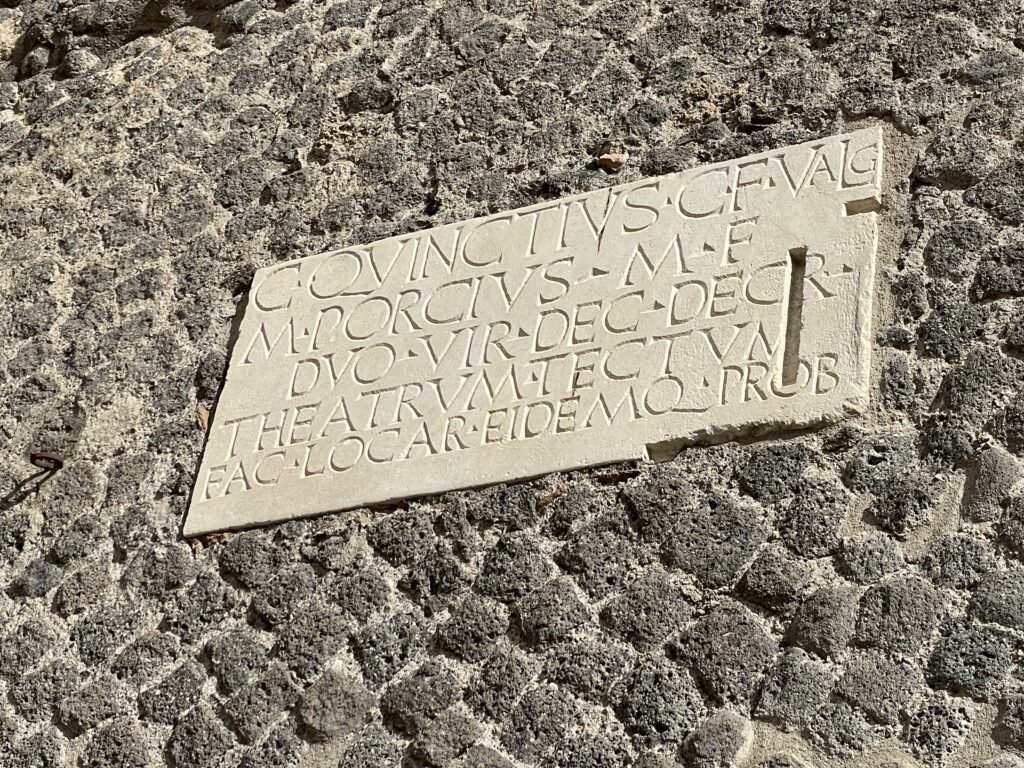 C·QVINCTIVS·C·F·VALG
M·PORCIVS·M·F
DVO·VIR·DEC·DECR·
THEATRVM·TECTVM
FAC·LOCAR·EIDEMQ·PROB